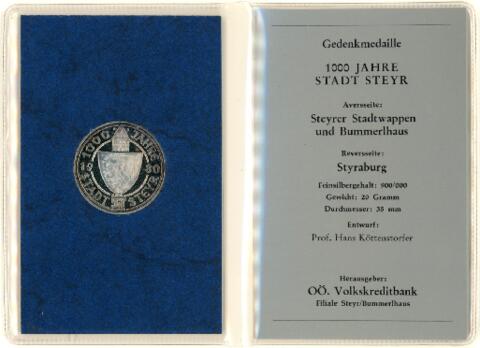 1000 JAHRE
STADT STEYR
Gedenkmedaille
1000 JAHRE
STADT STEYR
Aversseite:
Steyrer Stadtwappen
und Bummerlhaus
Reversseite:
Styraburg
Feinsilbergehalt: 900/000
Gewicht: 20 Gramm
Durchmesser: 35 mm
Entwurf:
Prof. Hans Köttenstorfer
Herausgeber:
OÖ. Volkskreditbank
Filiale Steyr/Bummerlhaus